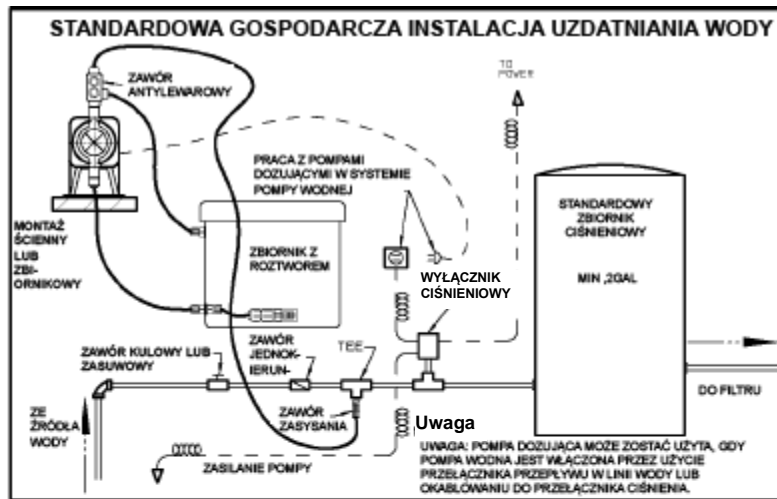 STANDARDOWA GOSPODARCZA INSTALACJA UZDATNIANIA WODY
ZAWÓR
ANTYLEWAROWY
TO
POWER
PRACA Z POMPAMI
DOZUJĄCYMI W SYSTEMIE
POMPY WODNEJ
MONTAŻ
ŚCIENNY
LUB
ZBI-
ORNIKOWY
ZBIORNIK Z
ROZTWOREM
STANDARDOWY
ZBIORNIK
CIŚNIENIOWY
MIN ,2GAL
WYŁĄCZNIK
CIŚNIENIOWY
ZAWÓR KULOWY LUB
ZASUWOWY
ZAWÓR
JEDNOK-
IERUN-
TEE
DO FILTRU
ZE
ŹRÓDŁA
WODY
ZAWÓR
ZASYSANIA
Uwaga
ZASILANIE POMPY
UWAGA: POMPA DOZUJĄCA MOŻE ZOSTAĆ UŻYTA, GDY
POMPA WODNA JEST WŁĄCZONA PRZEZ UŻYCIE
PRZEŁĄCZNIKA PRZEPŁYWU W LINII WODY LUB
OKABLOWANIU DO PRZEŁĄCZNIKA CIŚNIENIA.